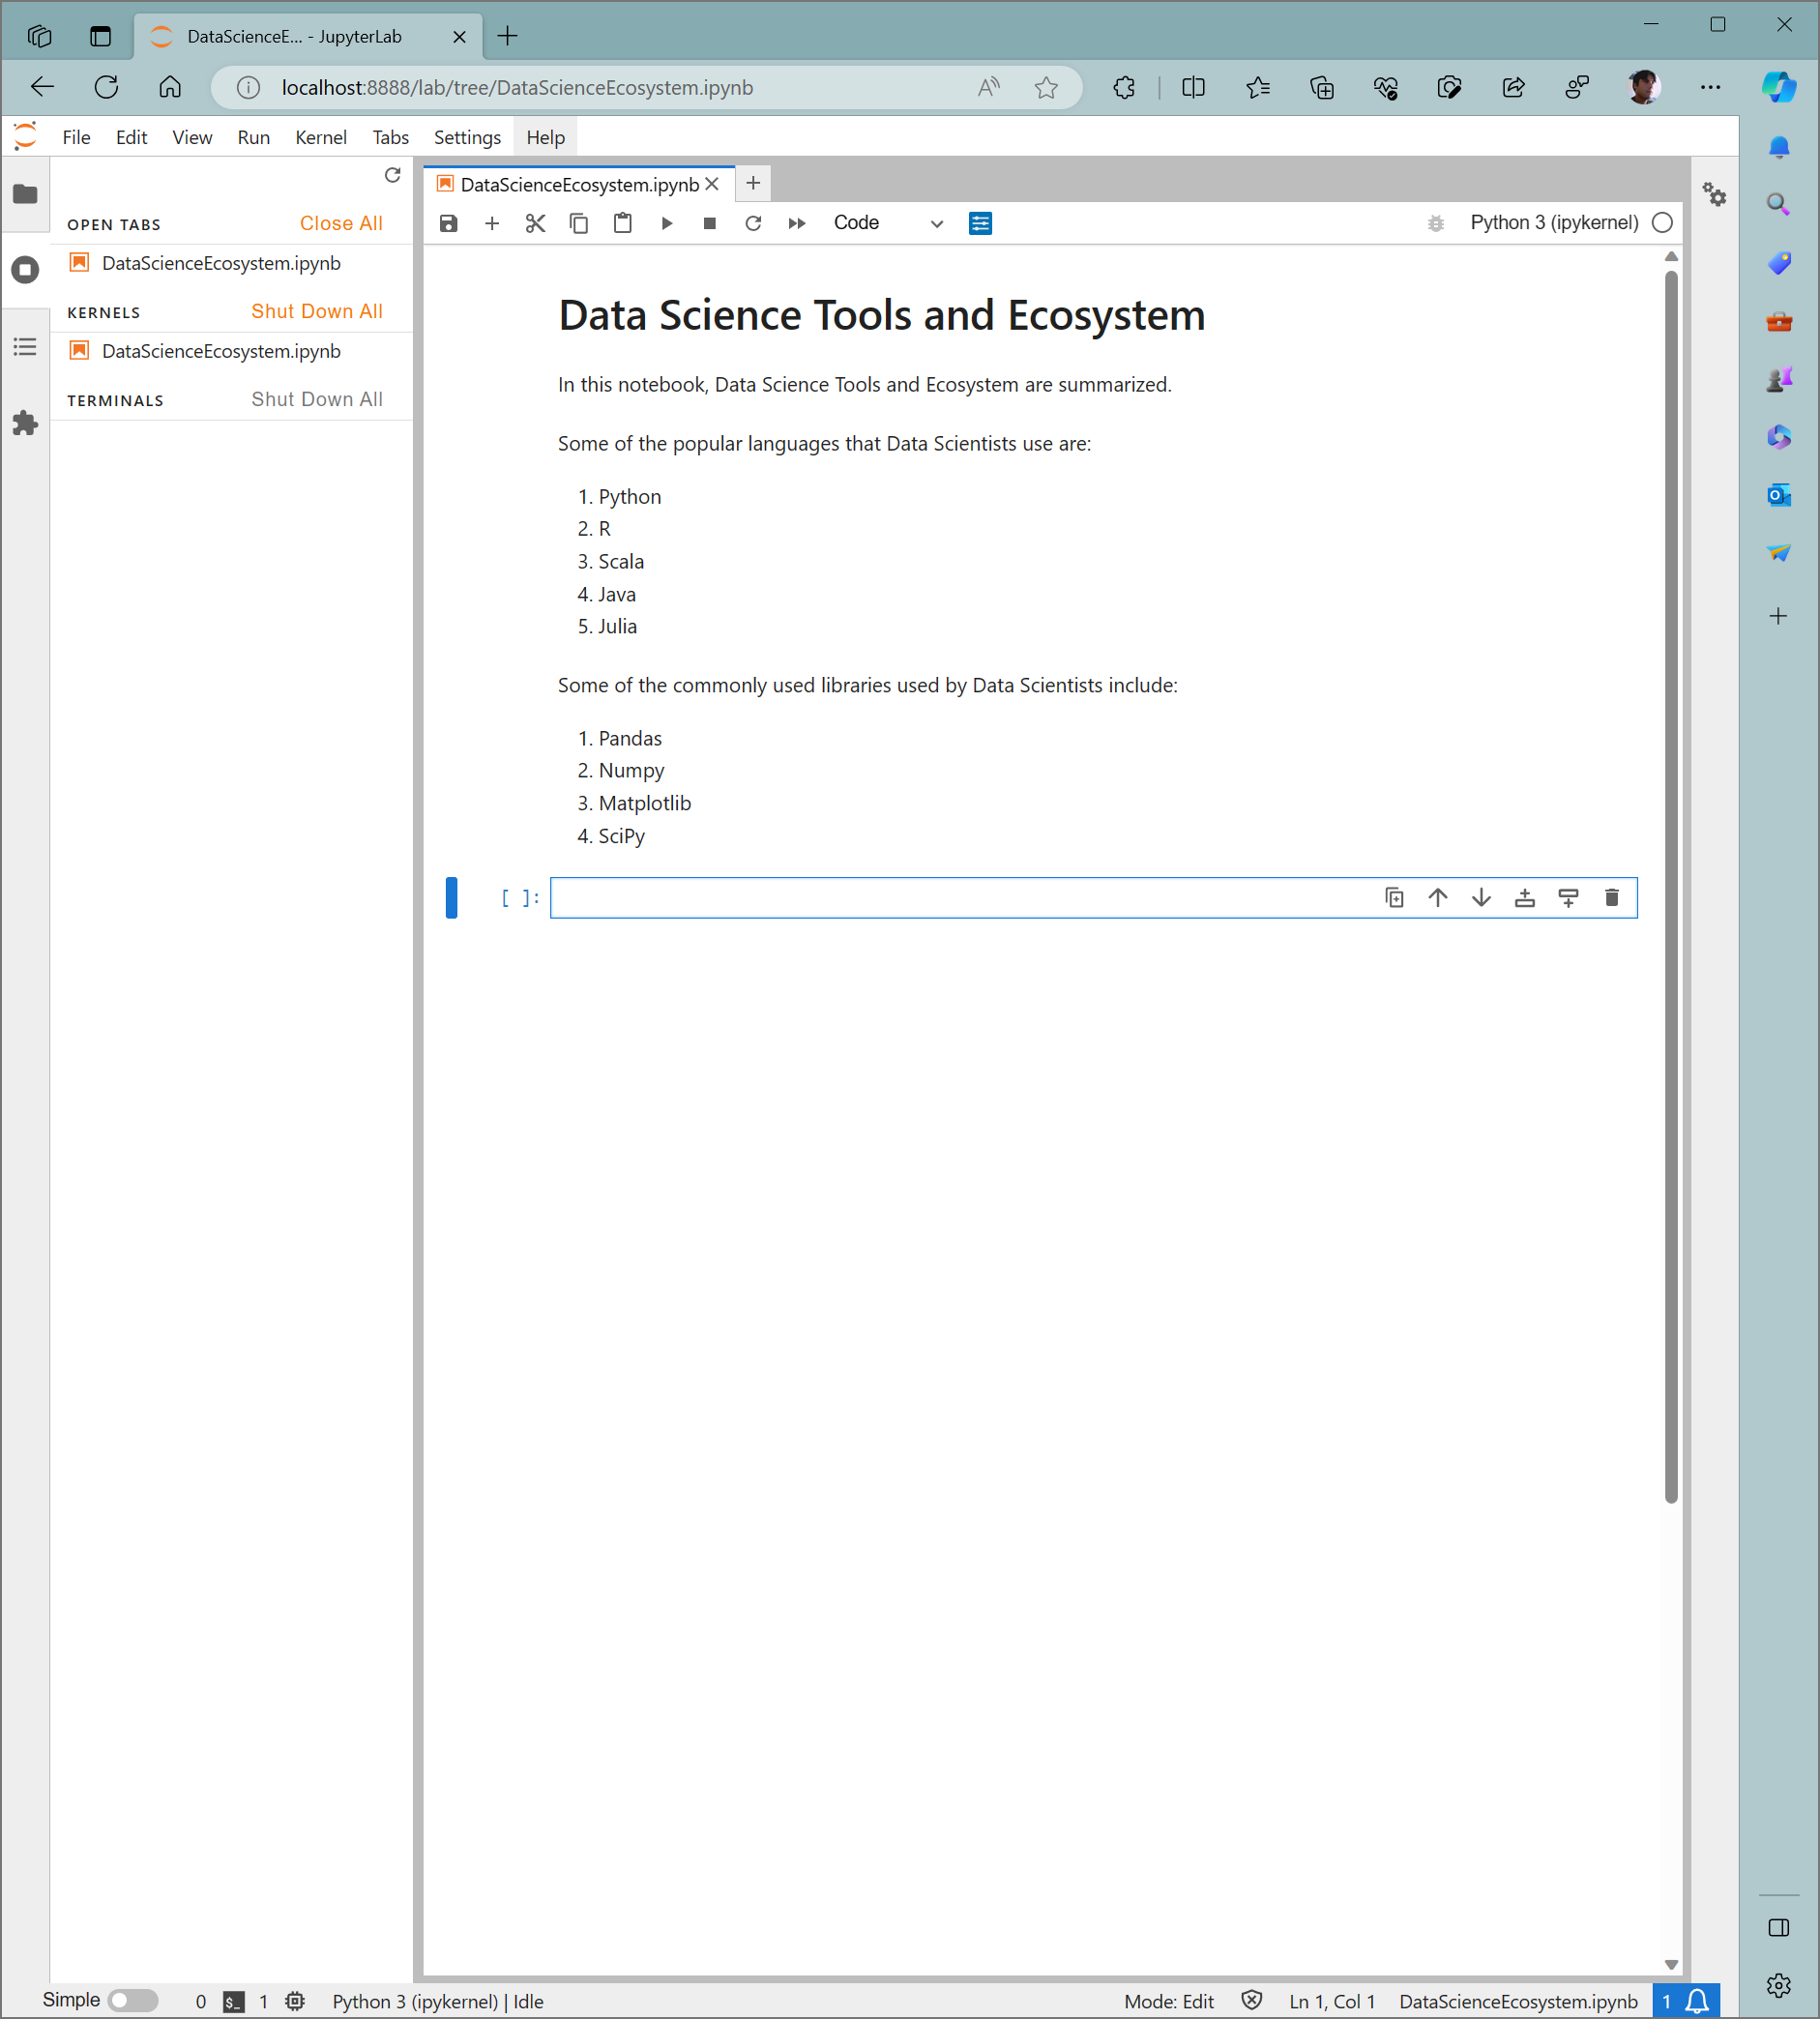 DataScienceE... - JupyterLab
localhost:8888/lab/tree/DataScienceEcosystem.ipynb
File Edit View Run Kernel Tabs Settings Help
OPEN TABS Close All
DataScienceEcosystem.ipynb
KERNELS Shut Down All
DataScienceEcosystem.ipynb
TERMINALS Shut Down All
DataScienceEcosystem.ipynb
Code Python 3 (ipykernel)
Data Science Tools and Ecosystem
In this notebook, Data Science Tools and Ecosystem are summarized.
Some of the popular languages that Data Scientists use are:
1. Python
2. R
3. Scala
4. Java
5. Julia
Some of the commonly used libraries used by Data Scientists include:
1. Pandas
2. Numpy
3. Matplotlib
4. SciPy
[ ]:
Simple 0 $_ 1 Python 3 (ipykernel) | Idle Mode: Edit Ln 1, Col 1 DataScienceEcosystem.ipynb 1